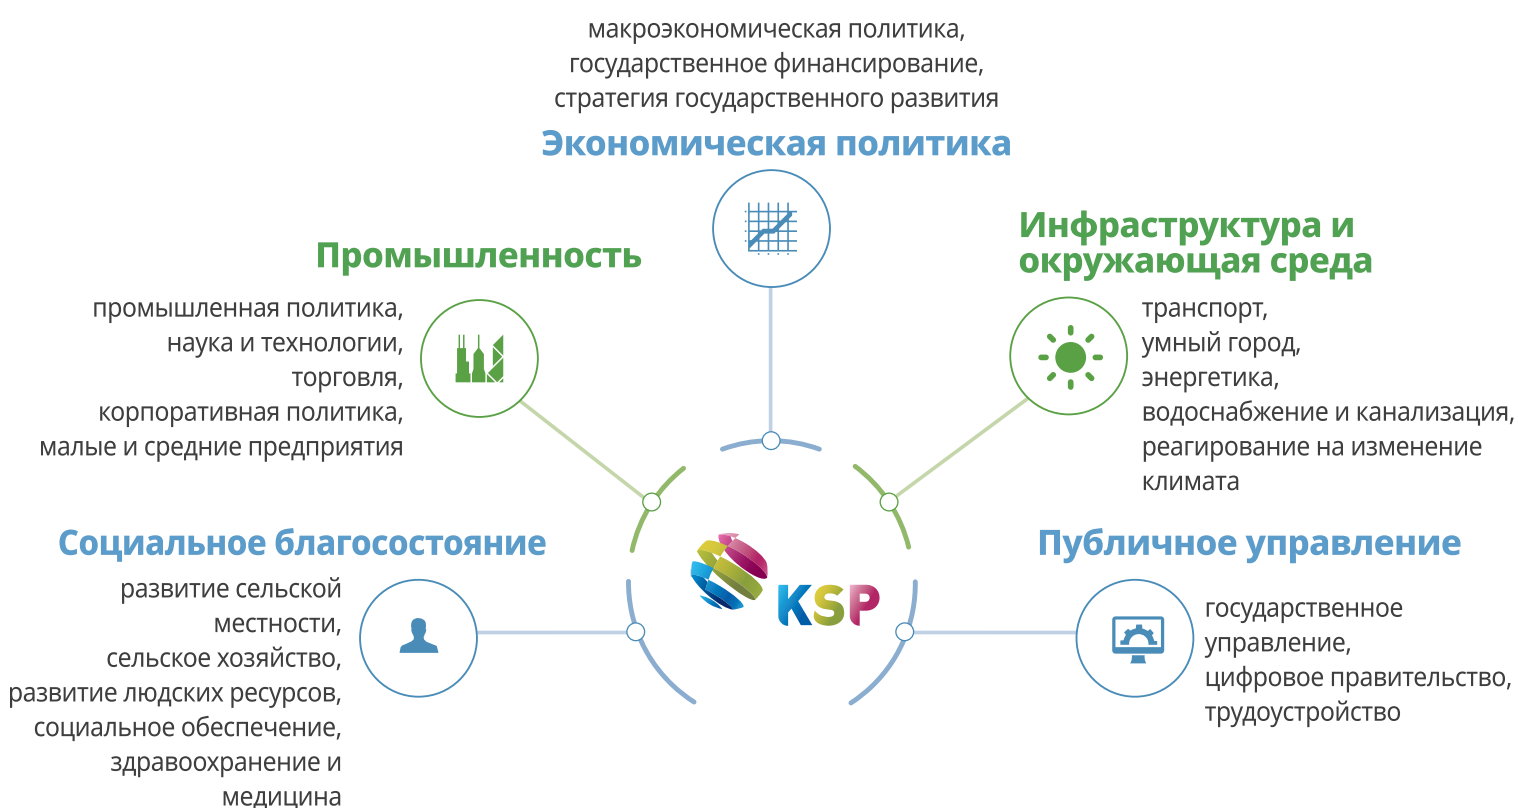 макроэкономическая политика,
государственное финансирование,
стратегия государственного развития
Экономическая политика
Промышленность
промышленная политика,
наука и технологии,
торговля,
корпоративная политика,
малые и средние предприятия
Инфраструктура и
окружающая среда
транспорт,
умный город,
энергетика,
водоснабжение и канализация,
реагирование на изменение
климата
Социальное благосостояние
развитие сельской
местности,
сельское хозяйство,
развитие людских ресурсов,
социальное обеспечение,
здравоохранение и
медицина
KSP
Публичное управление
государственное
управление,
цифровое правительство,
трудоустройство